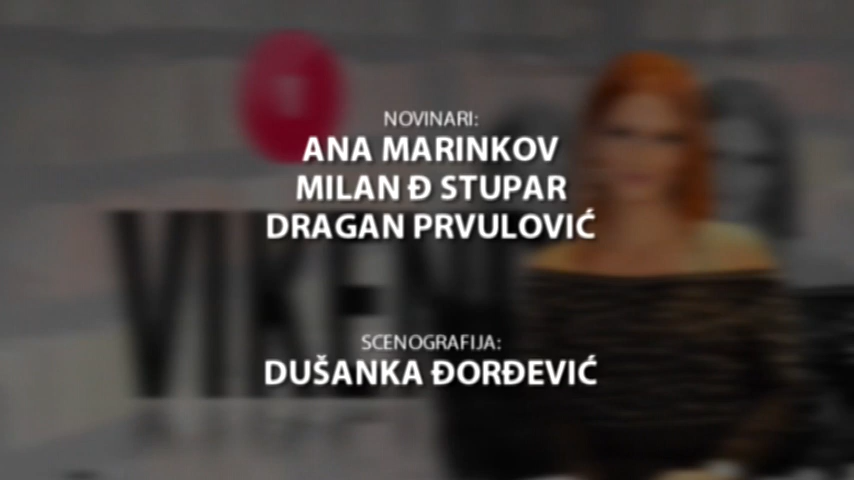 NOVINARI:
ANA MARINKOV
MILAN Đ STUPAR
DRAGAN PRVULOVIĆ
SCENOGRAFIJA:
DUŠANKA ĐORĐEVIĆ